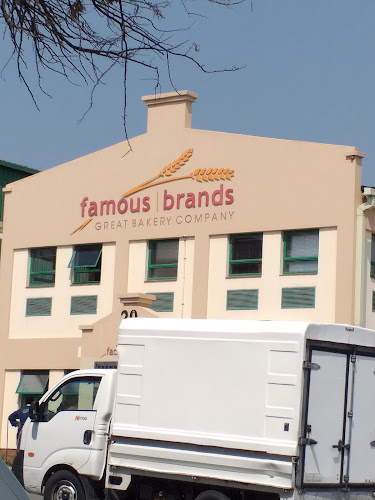 famous | brands
GREAT BAKERY COMPANY
20